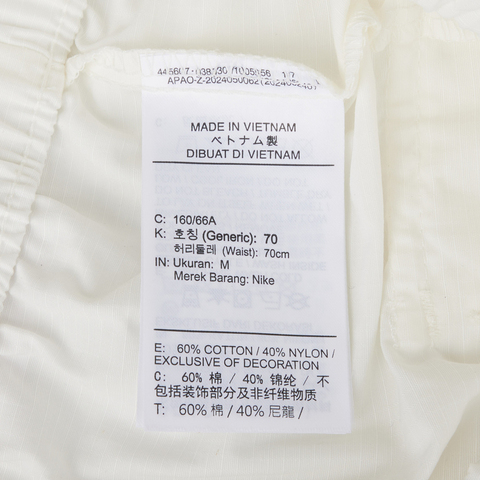 MADE IN VIETNAM
ベトナム製
DIBUAT DI VIETNAM
C: 160/66A
K: 호칭 (Generic): 70
허리둘레 (Waist): 70cm
IN: Ukuran: M
Merek Barang: Nike
E: 60% COTTON / 40% NYLON /
EXCLUSIVE OF DECORATION
C: 60% 棉 / 40% 锦纶 / 不
包括装饰部分及非纤维物质
T: 60% 棉 / 40% 尼龍 /